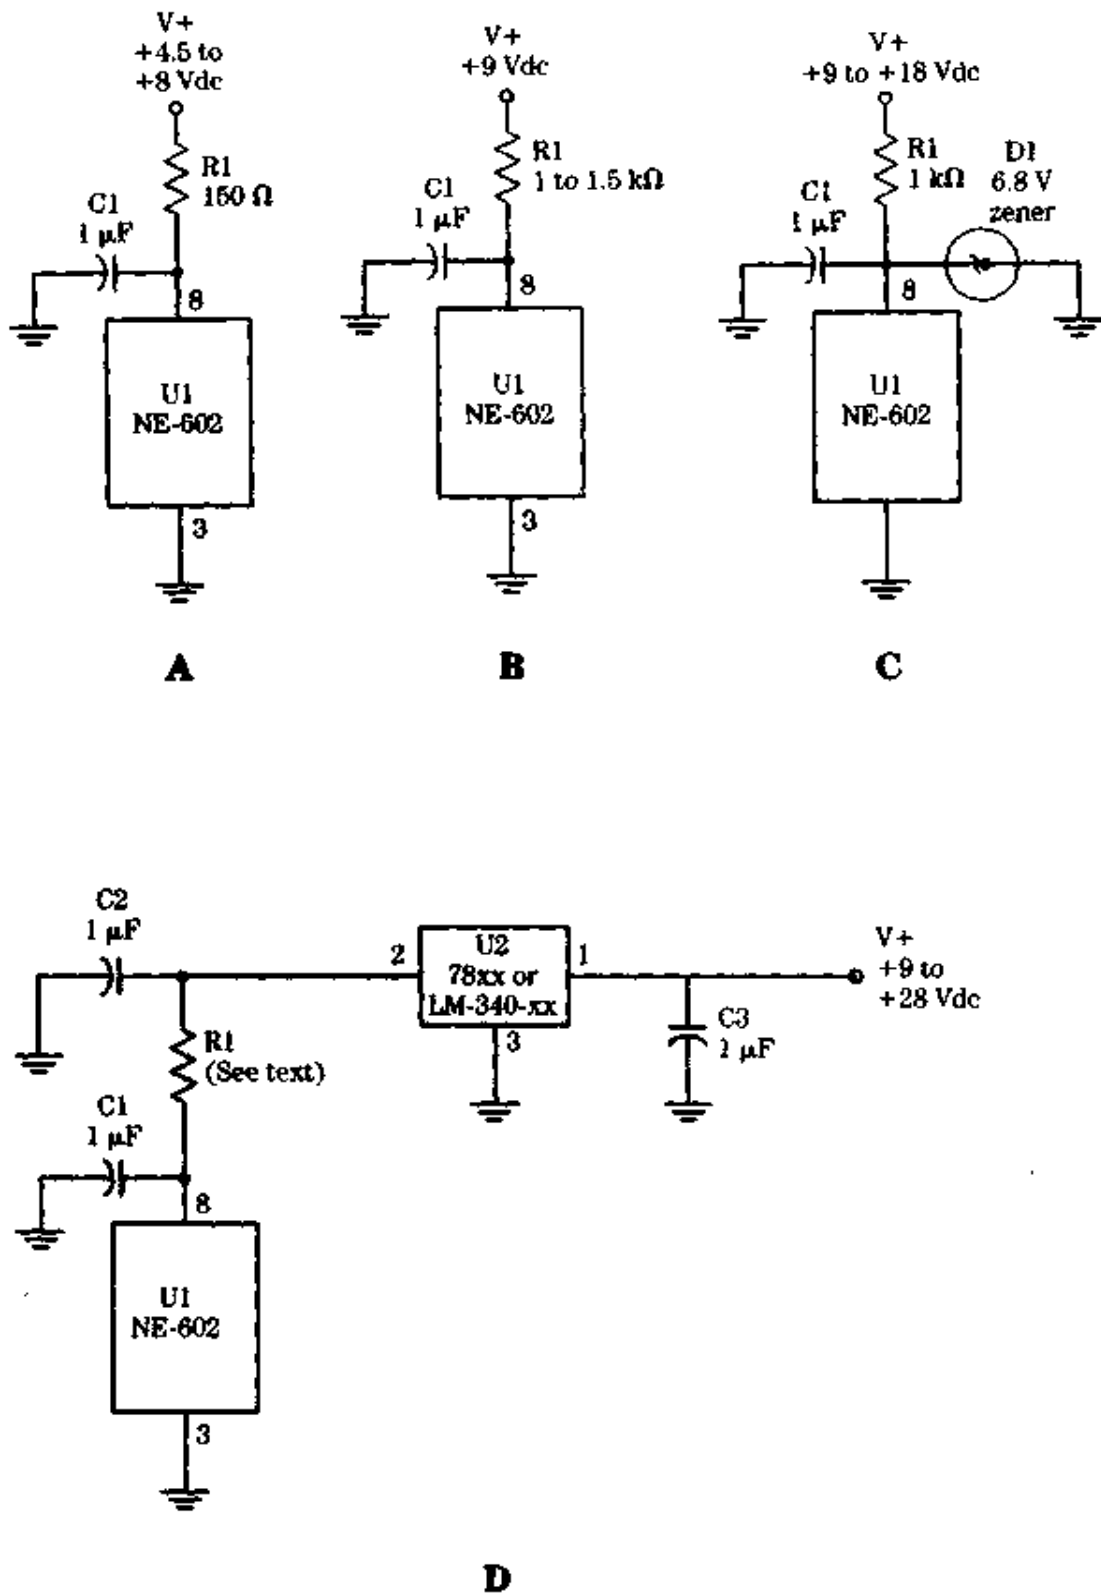 V+
+4.5 to
+8 Vdc
R1
150 Ω
C1
1 µF
8
U1
NE-602
3
A
V+
+9 Vdc
R1
1 to 1.5 kΩ
C1
1 µF
8
U1
NE-602
3
B
V+
+9 to +18 Vdc
R1
1 kΩ
D1
6.8 V
zener
C1
1 µF
8
U1
NE-602
C
C2
1 µF
2
U2
78xx or
LM-340-xx
1
3
V+
+9 to
+28 Vdc
C3
1 µF
R1
(See text)
C1
1 µF
8
U1
NE-602
3
D